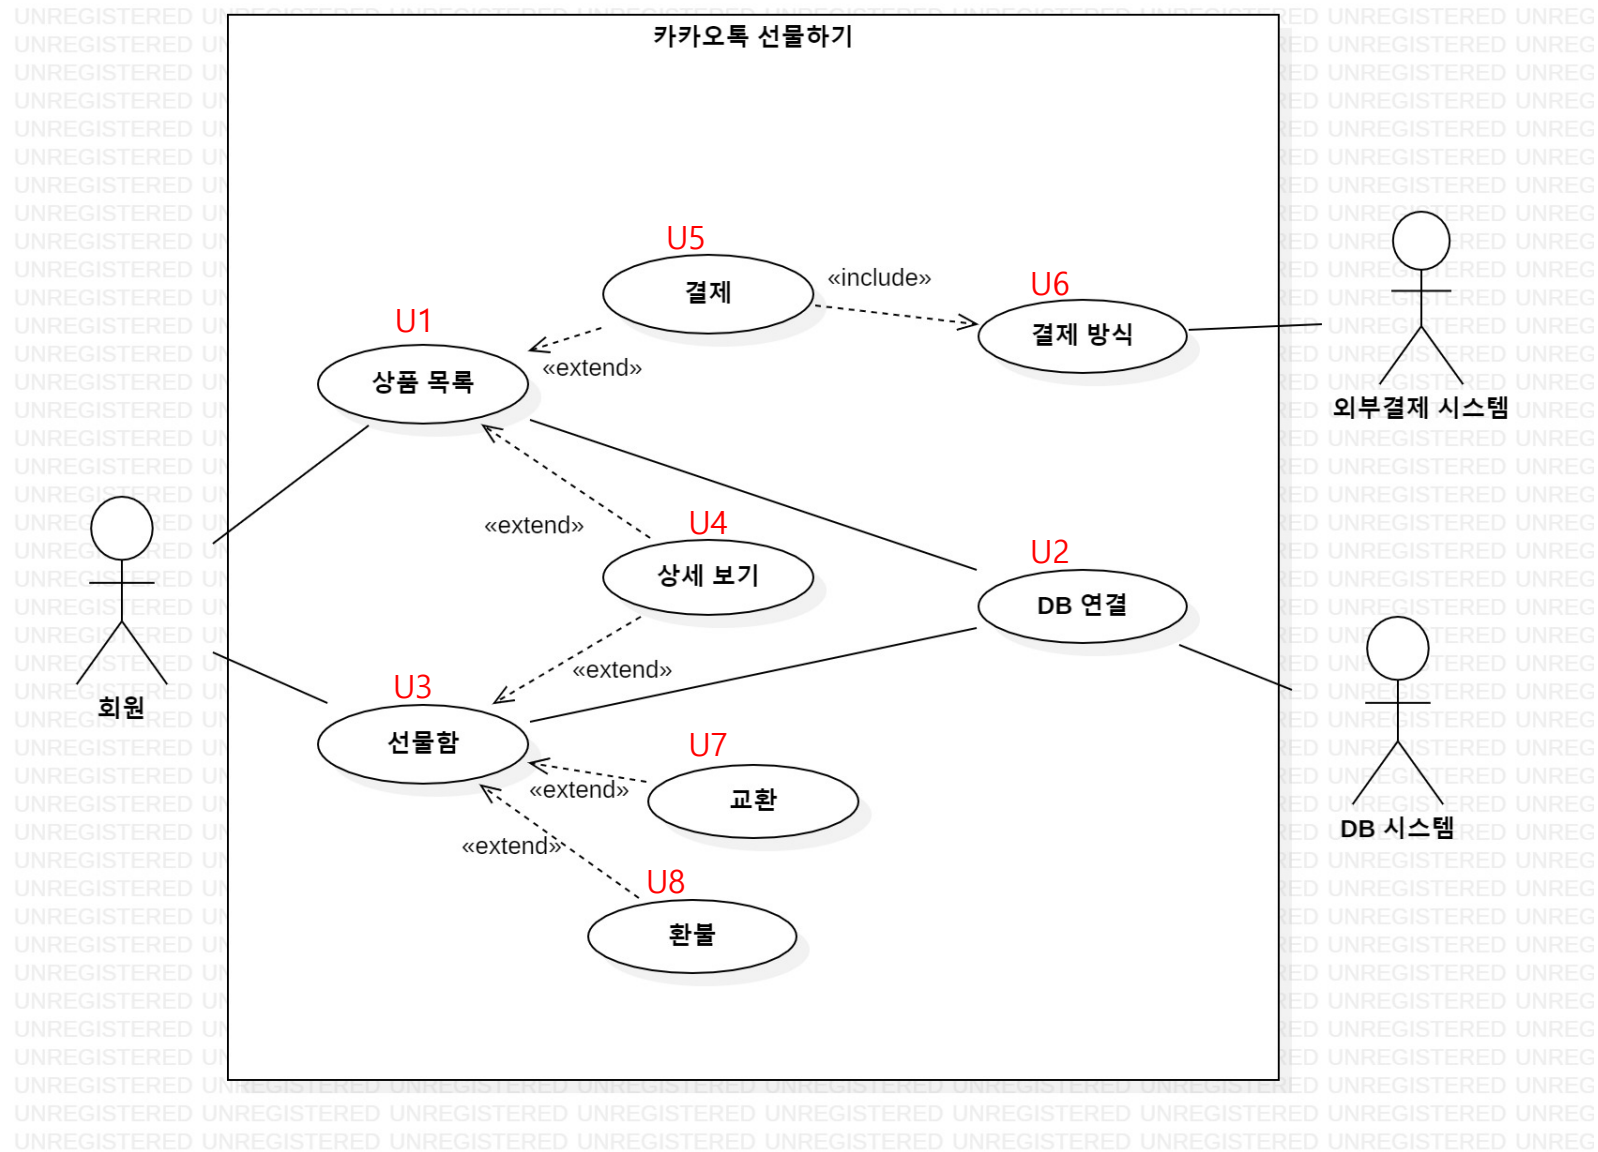 카카오톡 선물하기
U5
결제
«include»
U6
결제 방식
U1
상품 목록
«extend»
외부결제 시스템
«extend»
U4
상세 보기
U2
DB 연결
«extend»
회원
U3
선물함
U7
교환
«extend»
«extend»
DB 시스템
U8
환불
UNREGISTERED